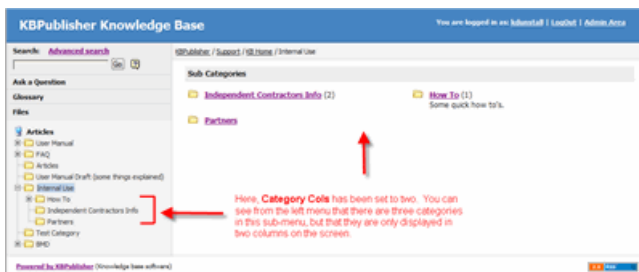 KBPublisher Knowledge Base
You are logged in as: kdunstall | LogOut | Admin Area
Search: Advanced search
Go
Ask a Question
Glossary
Files
Articles
User Manual
FAQ
Articles
User Manual Draft (some things explained)
Internal Use
How To
Independent Contractors Info
Partners
Test Category
BMD
KBPublisher / Support / KB Home / Internal Use
Sub Categories
Independent Contractors Info (2)
How To (1)
Some quick how to's.
Partners
Here, Category Cols has been set to two. You can
see from the left menu that there are three categories
in this sub-menu, but that they are only displayed in
two columns on the screen.
Powered by KBPublisher (Knowledge base software)